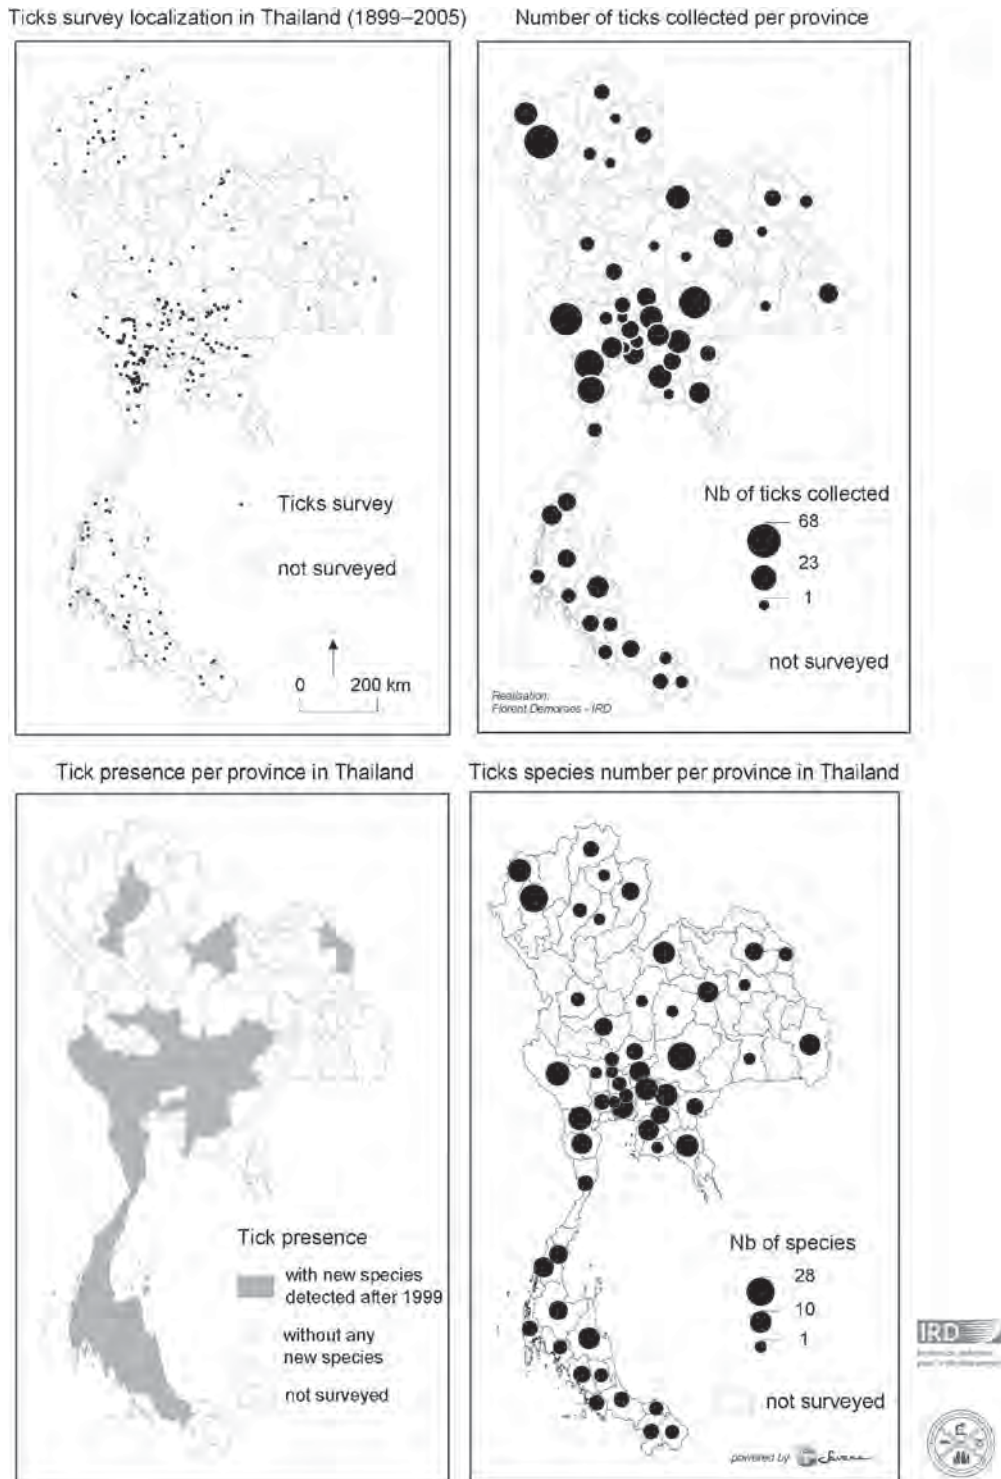 Ticks survey localization in Thailand (1899–2005)
Number of ticks collected per province
Ticks survey
not surveyed
0 200 km
Nb of ticks collected
68
23
1
not surveyed
Realisation:
Florent Demoraes - IRD
Tick presence per province in Thailand
Ticks species number per province in Thailand
Tick presence
with new species
detected after 1999
without any
new species
not surveyed
Nb of species
28
10
1
not surveyed
powered by Savane
IRD